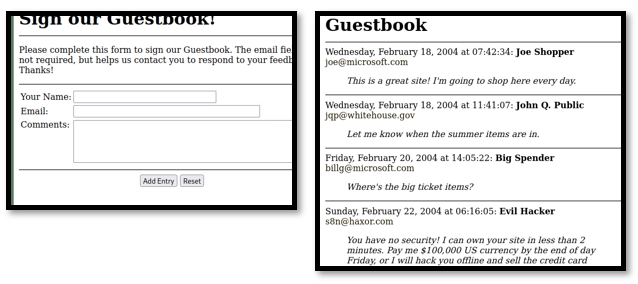 Sign our Guestbook!
Please complete this form to sign our Guestbook. The email
not required, but helps us contact you to respond to your
Thanks!
Your Name:
Email:
Comments:
Add Entry Reset
Guestbook
Wednesday, February 18, 2004 at 07:42:34: Joe Shopper
joe@microsoft.com
This is a great site! I'm going to shop here every day.
Wednesday, February 18, 2004 at 11:41:07: John Q. Public
jqp@whitehouse.gov
Let me know when the summer items are in.
Friday, February 20, 2004 at 14:05:22: Big Spender
billg@microsoft.com
Where's the big ticket items?
Sunday, February 22, 2004 at 06:16:05: Evil Hacker
s8n@haxor.com
You have no security! I can own your site in less than 2
minutes. Pay me $100,000 US currency by the end of day
Friday, or I will hack you offline and sell the credit card